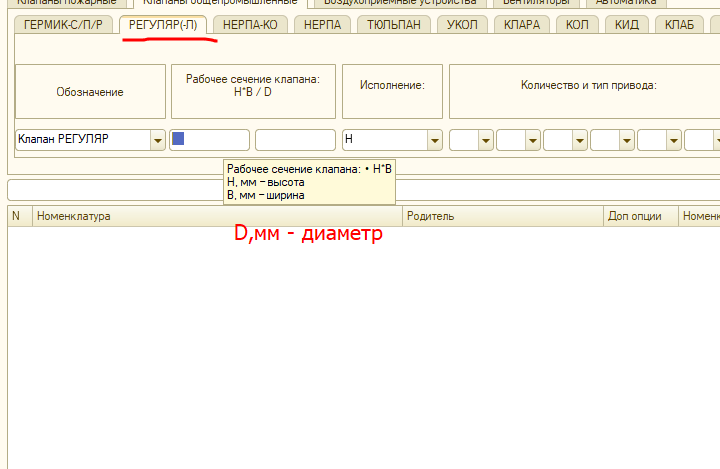 Клапаны пожарные Клапаны общепромышленные Воздухоприемные устройства Вентиляторы Автоматика
ГЕРМИК-С/П/Р РЕГУЛЯР(-Л) НЕРПА-КО НЕРПА ТЮЛЬПАН УКОЛ КЛАРА КОЛ КИД КЛАБ
Обозначение
Рабочее сечение клапана:
H*B / D
Исполнение:
Количество и тип привода:
Клапан РЕГУЛЯР
Н
Рабочее сечение клапана: • H*B
H, мм – высота
B, мм – ширина
N Номенклатура Родитель Доп опции Номенк
D,мм - диаметр